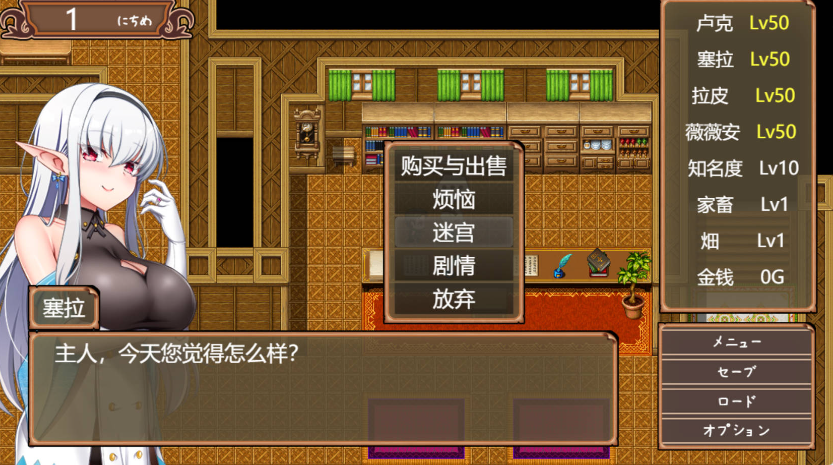 1 にちめ
卢克 Lv50
塞拉 Lv50
拉皮 Lv50
薇薇安 Lv50
知名度 Lv10
家畜 Lv1
畑 Lv1
金钱 0G
购买与出售
烦恼
迷宫
剧情
放弃
塞拉
主人，今天您觉得怎么样？
メニュー
セーブ
ロード
オプション